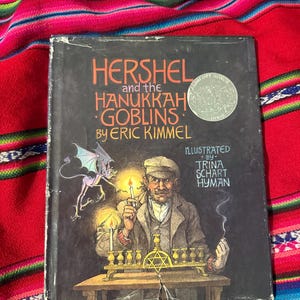 HERSHEL
and the
HANUKKAH
GOBLINS
BY ERIC KIMMEL
ILLUSTRATED
·BY·
TRINA
SCHART
HYMAN